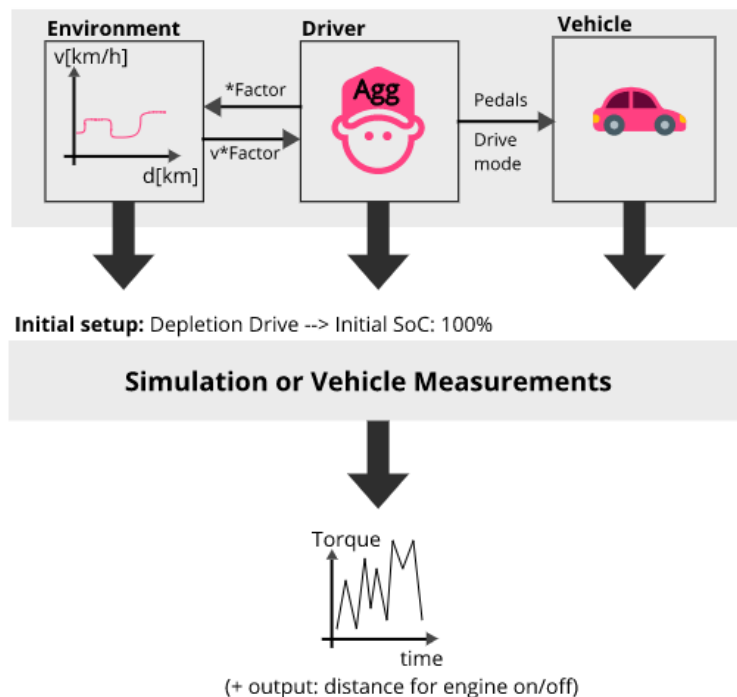 Environment
Driver
Vehicle
v[km/h]
*Factor
Agg
Pedals
v*Factor
Drive
mode
d[km]
Initial setup: Depletion Drive --> Initial SoC: 100%
Simulation or Vehicle Measurements
Torque
time
(+ output: distance for engine on/off)